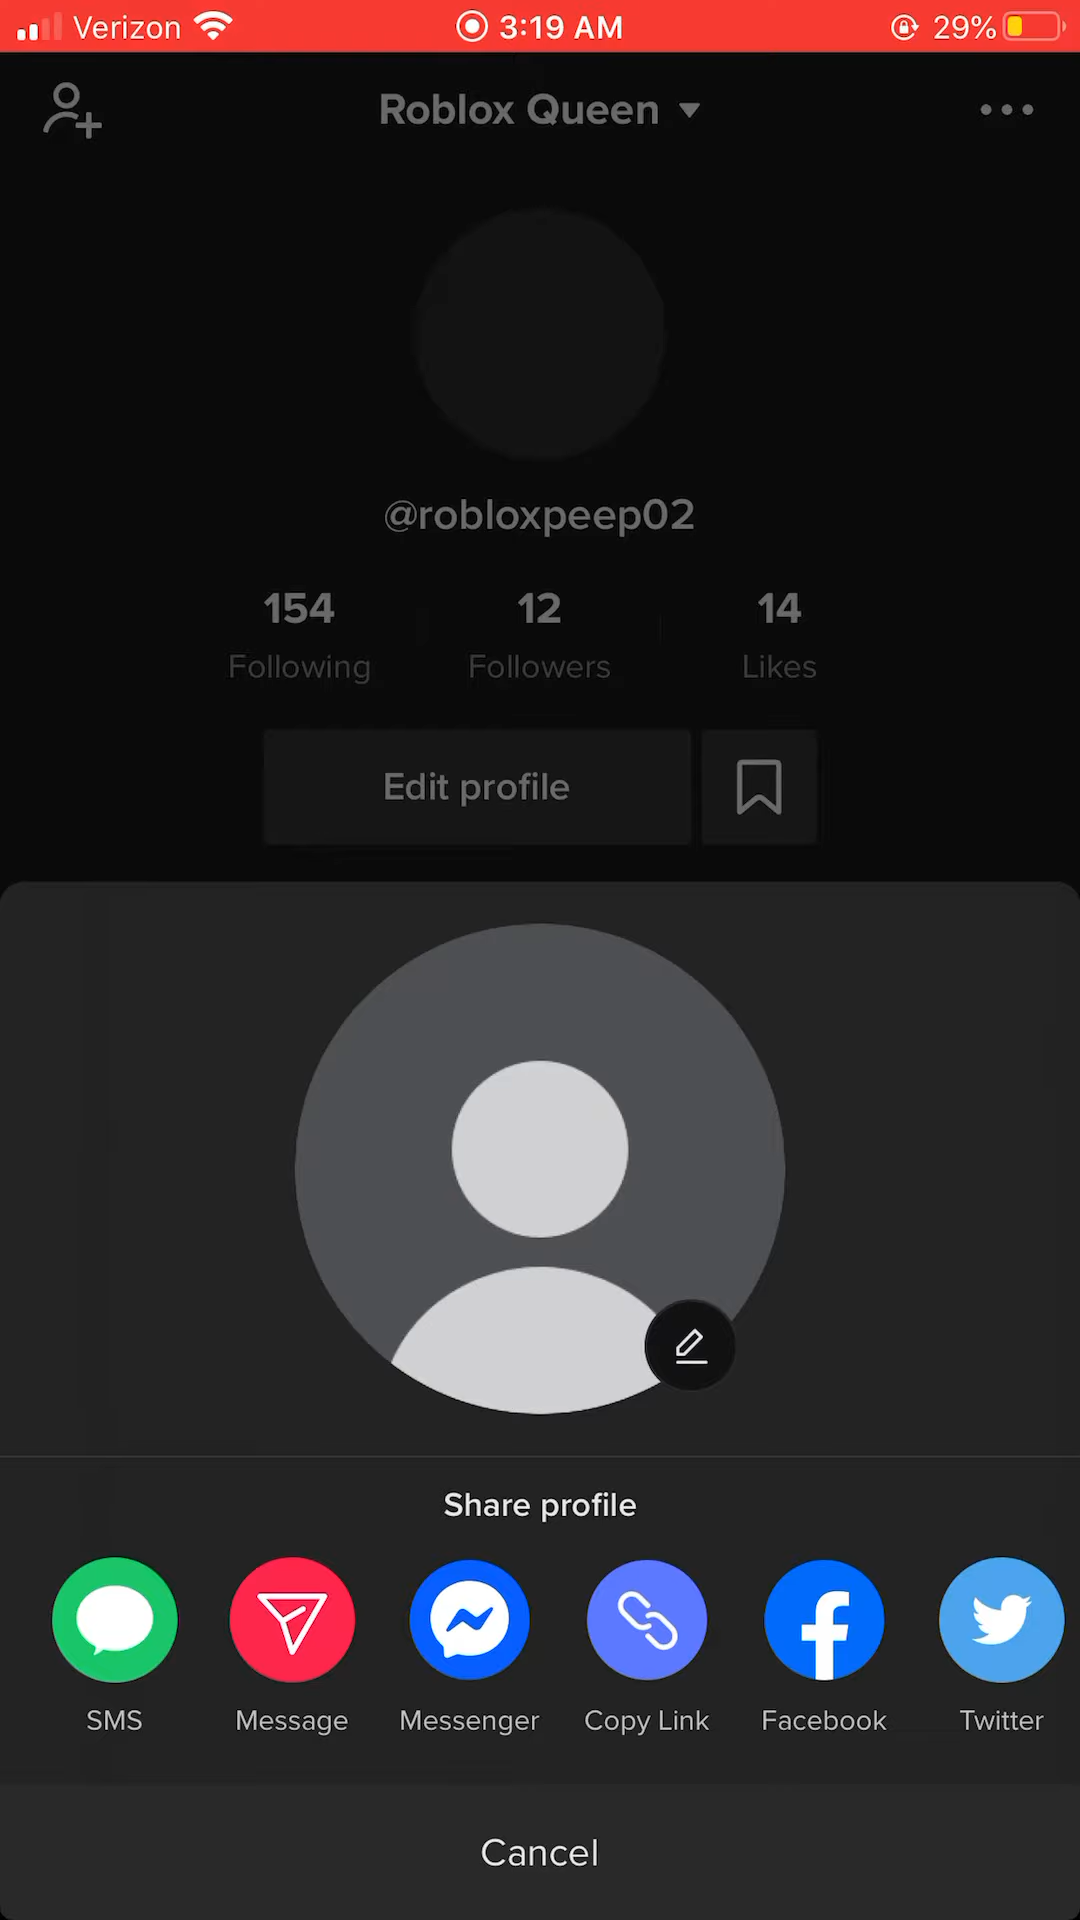 Verizon 3:19 AM 29%
Roblox Queen
@robloxpeep02
154 12 14
Following Followers Likes
Edit profile
Share profile
SMS Message Messenger Copy Link Facebook Twitter
Cancel